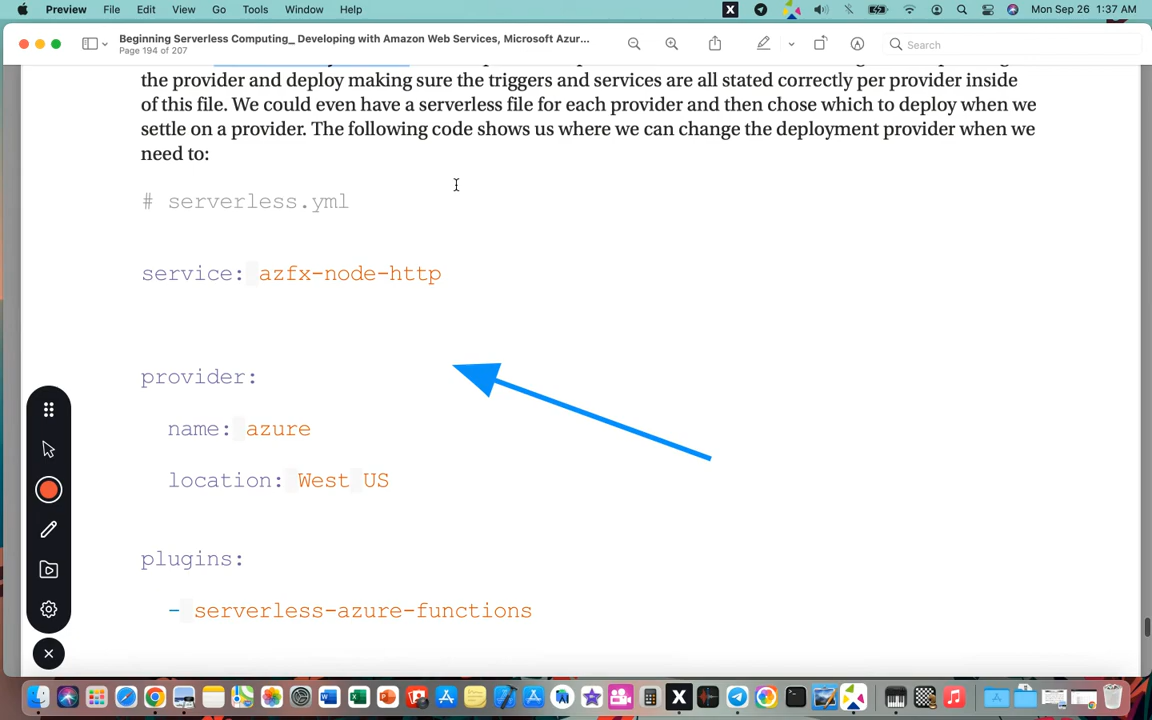 Preview File Edit View Go Tools Window Help Mon Sep 26 1:37 AM
Beginning Serverless Computing_ Developing with Amazon Web Services, Microsoft Azur...
Page 194 of 207
Search
the provider and deploy making sure the triggers and services are all stated correctly per provider inside
of this file. We could even have a serverless file for each provider and then chose which to deploy when we
settle on a provider. The following code shows us where we can change the deployment provider when we
need to:
# serverless.yml
service: azfx-node-http
provider:
name: azure
location: West US
plugins:
- serverless-azure-functions